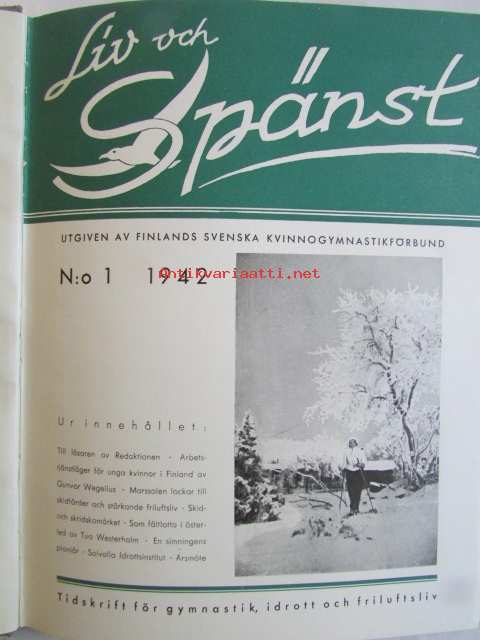 Liv och
Spänst
UTGIVEN AV FINLANDS SVENSKA KVINNOGYMNASTIKFÖRBUND
N:o 1 1942
Antikvariaatti.net
Ur innehållet:
Till läsaren av Redaktionen · Arbets-
tjänstläger för unga kvinnor i Finland av
Gunvor Wegelius · Marssolen lockar till
skidfänter och stärkande friluftsliv · Skid-
och skridskomärket · Som fältlotta i öster-
led av Tua Westerholm · En simningens
pionjär · Solvalla Idrottsinstitut · Årsmöte
Tidskrift för gymnastik, idrott och friluftsliv